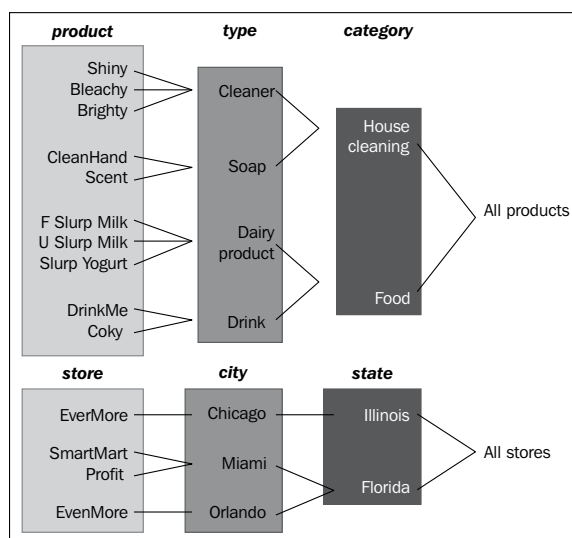 product type category
Shiny
Bleachy
Brighty
Cleaner
CleanHand
Scent
Soap
F Slurp Milk
U Slurp Milk
Slurp Yogurt
Dairy
product
DrinkMe
Coky
Drink
House
cleaning
Food
All products
store city state
EverMore
Chicago
Illinois
SmartMart
Profit
Miami
EvenMore
Orlando
Florida
All stores